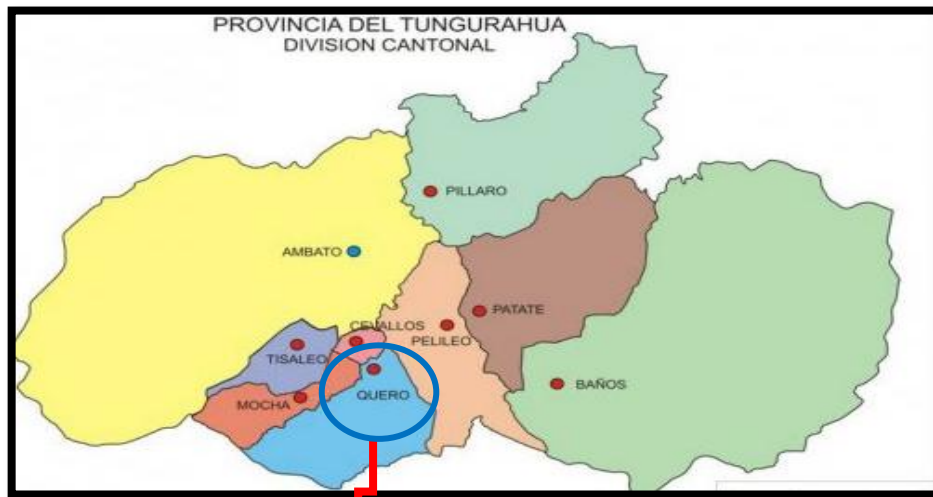 PROVINCIA DEL TUNGURAHUA
DIVISION CANTONAL
PILLARO
AMBATO
PATATE
CEVALLOS
PELILEO
TISALEO
BAÑOS
QUERO
MOCHA